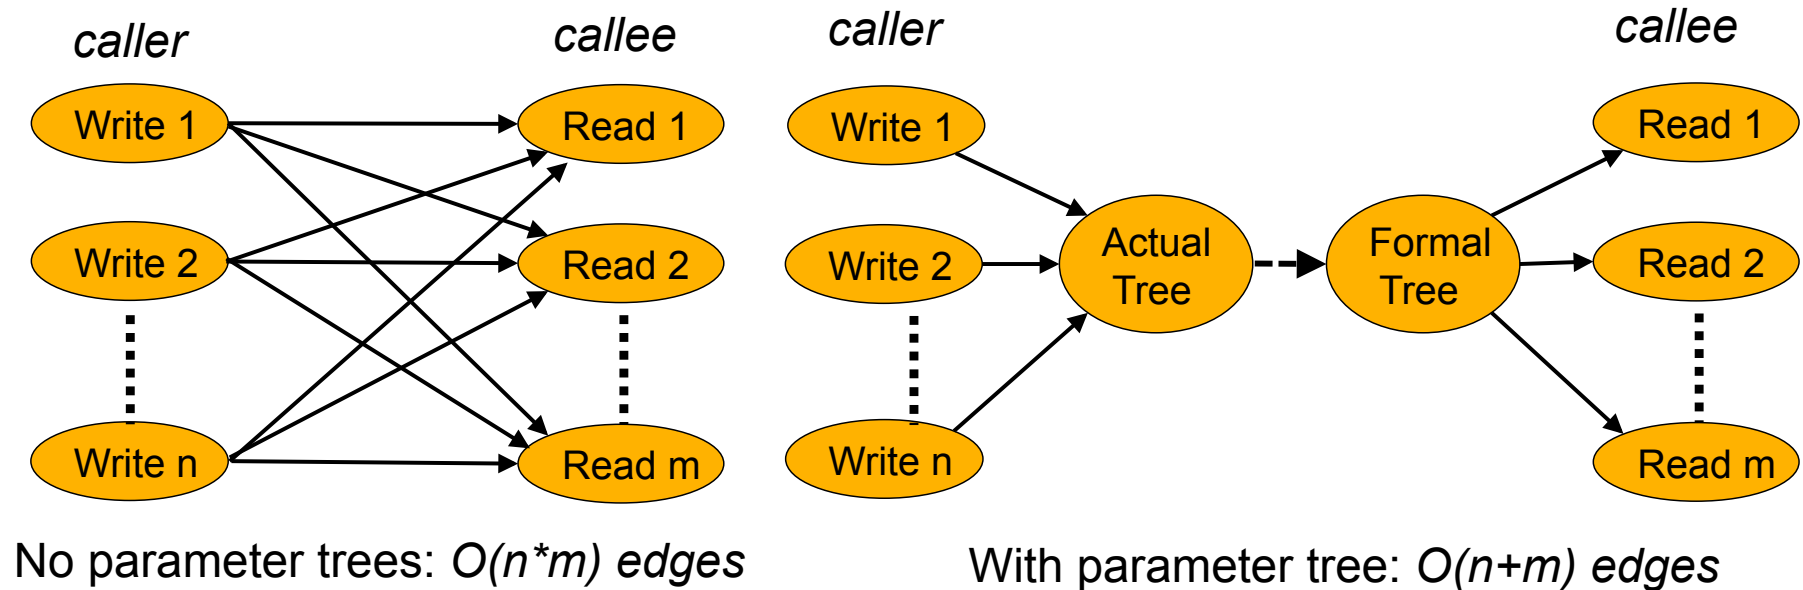 caller
callee
Write 1
Read 1
Write 2
Read 2
Write n
Read m
No parameter trees: O(n*m) edges
caller
callee
Write 1
Read 1
Write 2
Actual
Tree
Formal
Tree
Read 2
Write n
Read m
With parameter tree: O(n+m) edges